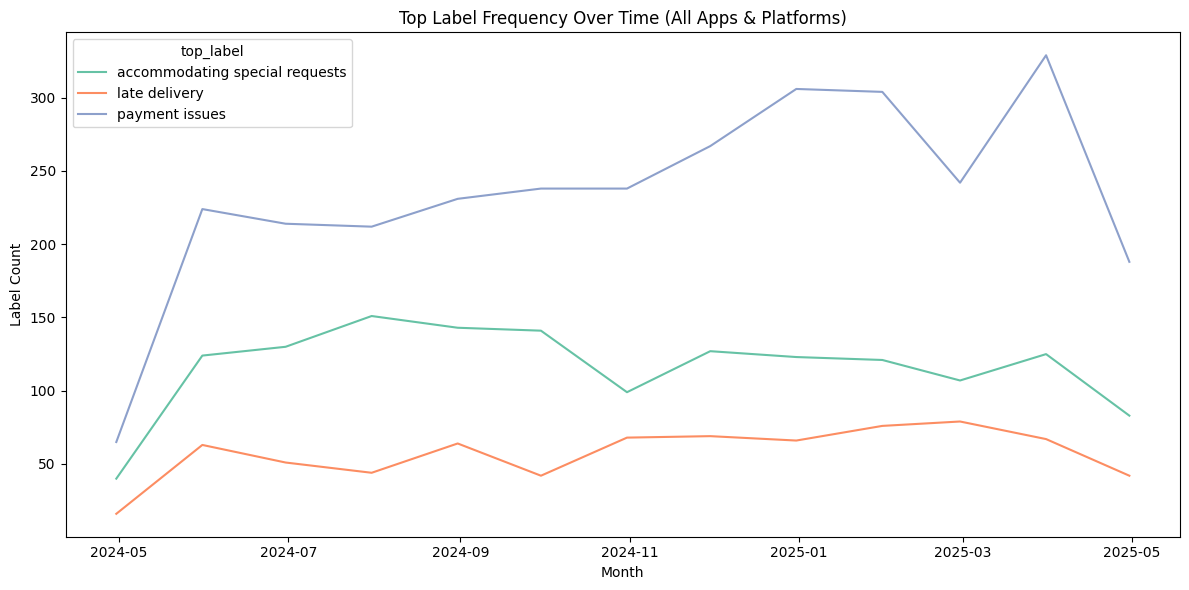 Top Label Frequency Over Time (All Apps & Platforms)
top_label
accommodating special requests
late delivery
payment issues
Label Count
300
250
200
150
100
50
2024-05
2024-07
2024-09
2024-11
2025-01
2025-03
2025-05
Month